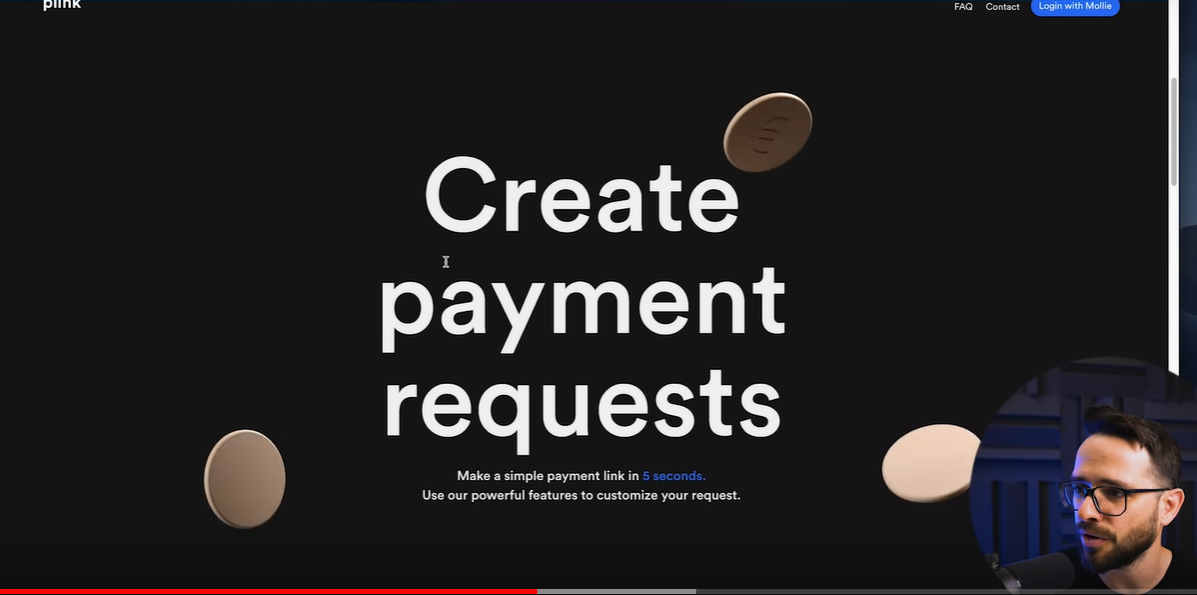 plink
FAQ Contact Login with Mollie
Create
payment
requests
Make a simple payment link in 5 seconds.
Use our powerful features to customize your request.